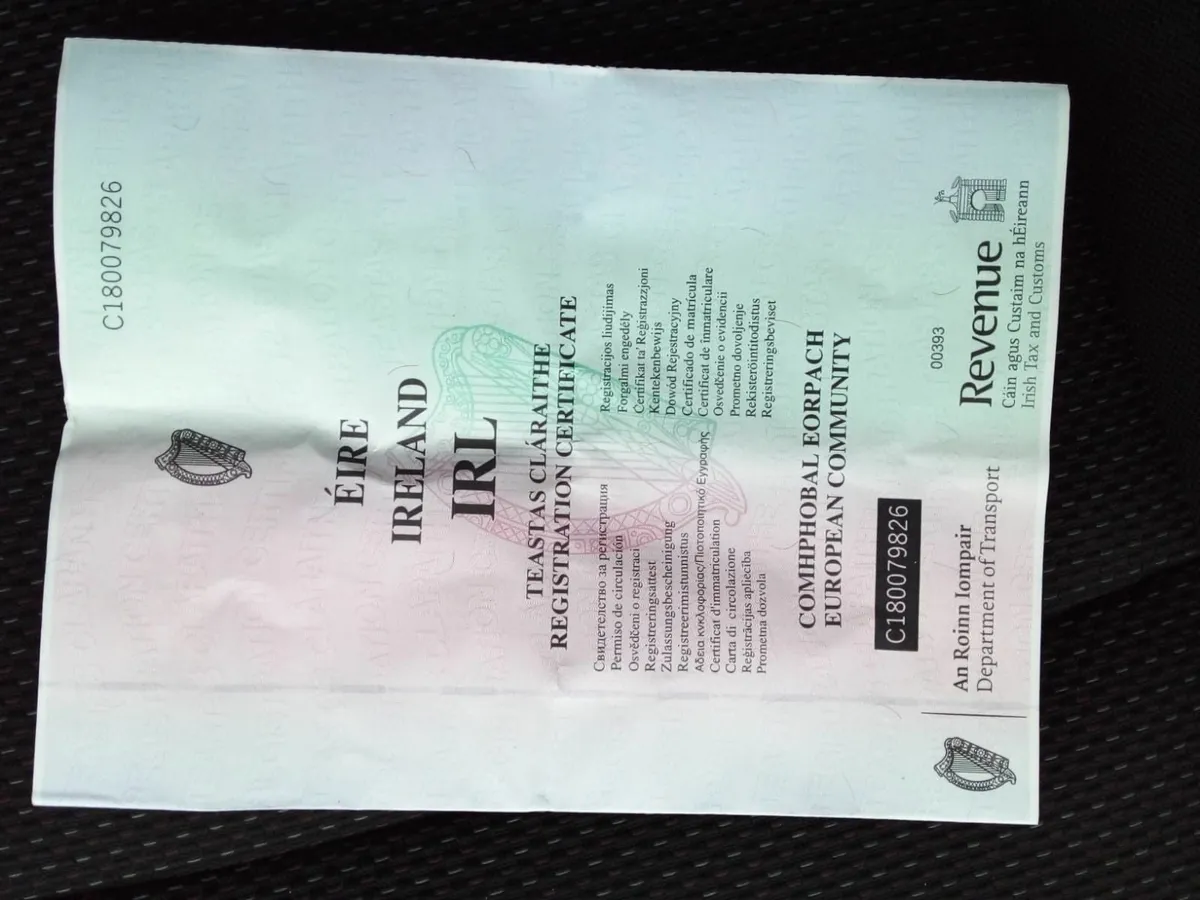 C180079826
ÉIRE
IRELAND
IRL
TEASTAS CLÁRAITHE
REGISTRATION CERTIFICATE
Свидетелство за регистрация
Permiso de circulación
Osvědčeni o registraci
Registreringsattest
Zulassungsbescheinigung
Registreerimistunnistus
Αδεια κυκλοφορίας/Πιστοποιητικό Εγγραφής
Certificat d'immatriculation
Carta di circolazione
Reģistrācijas apliecība
Prometna dozvola
Registracijos liudijimas
Forgalmi engedély
Ċertifikat ta' Reġistrazzjoni
Kentekenbewijs
Dowód Rejestracyjny
Certificado de matrícula
Certificat de înmatriculare
Osvedčenie o evidencii
Prometno dovoljenje
Rekisteröintitodistus
Registreringsbeviset
COMHPHOBAL EORPACH
EUROPEAN COMMUNITY
C180079826
00393
An Roinn Iompair
Department of Transport
Revenue
Cáin agus Custaim na hÉireann
Irish Tax and Customs